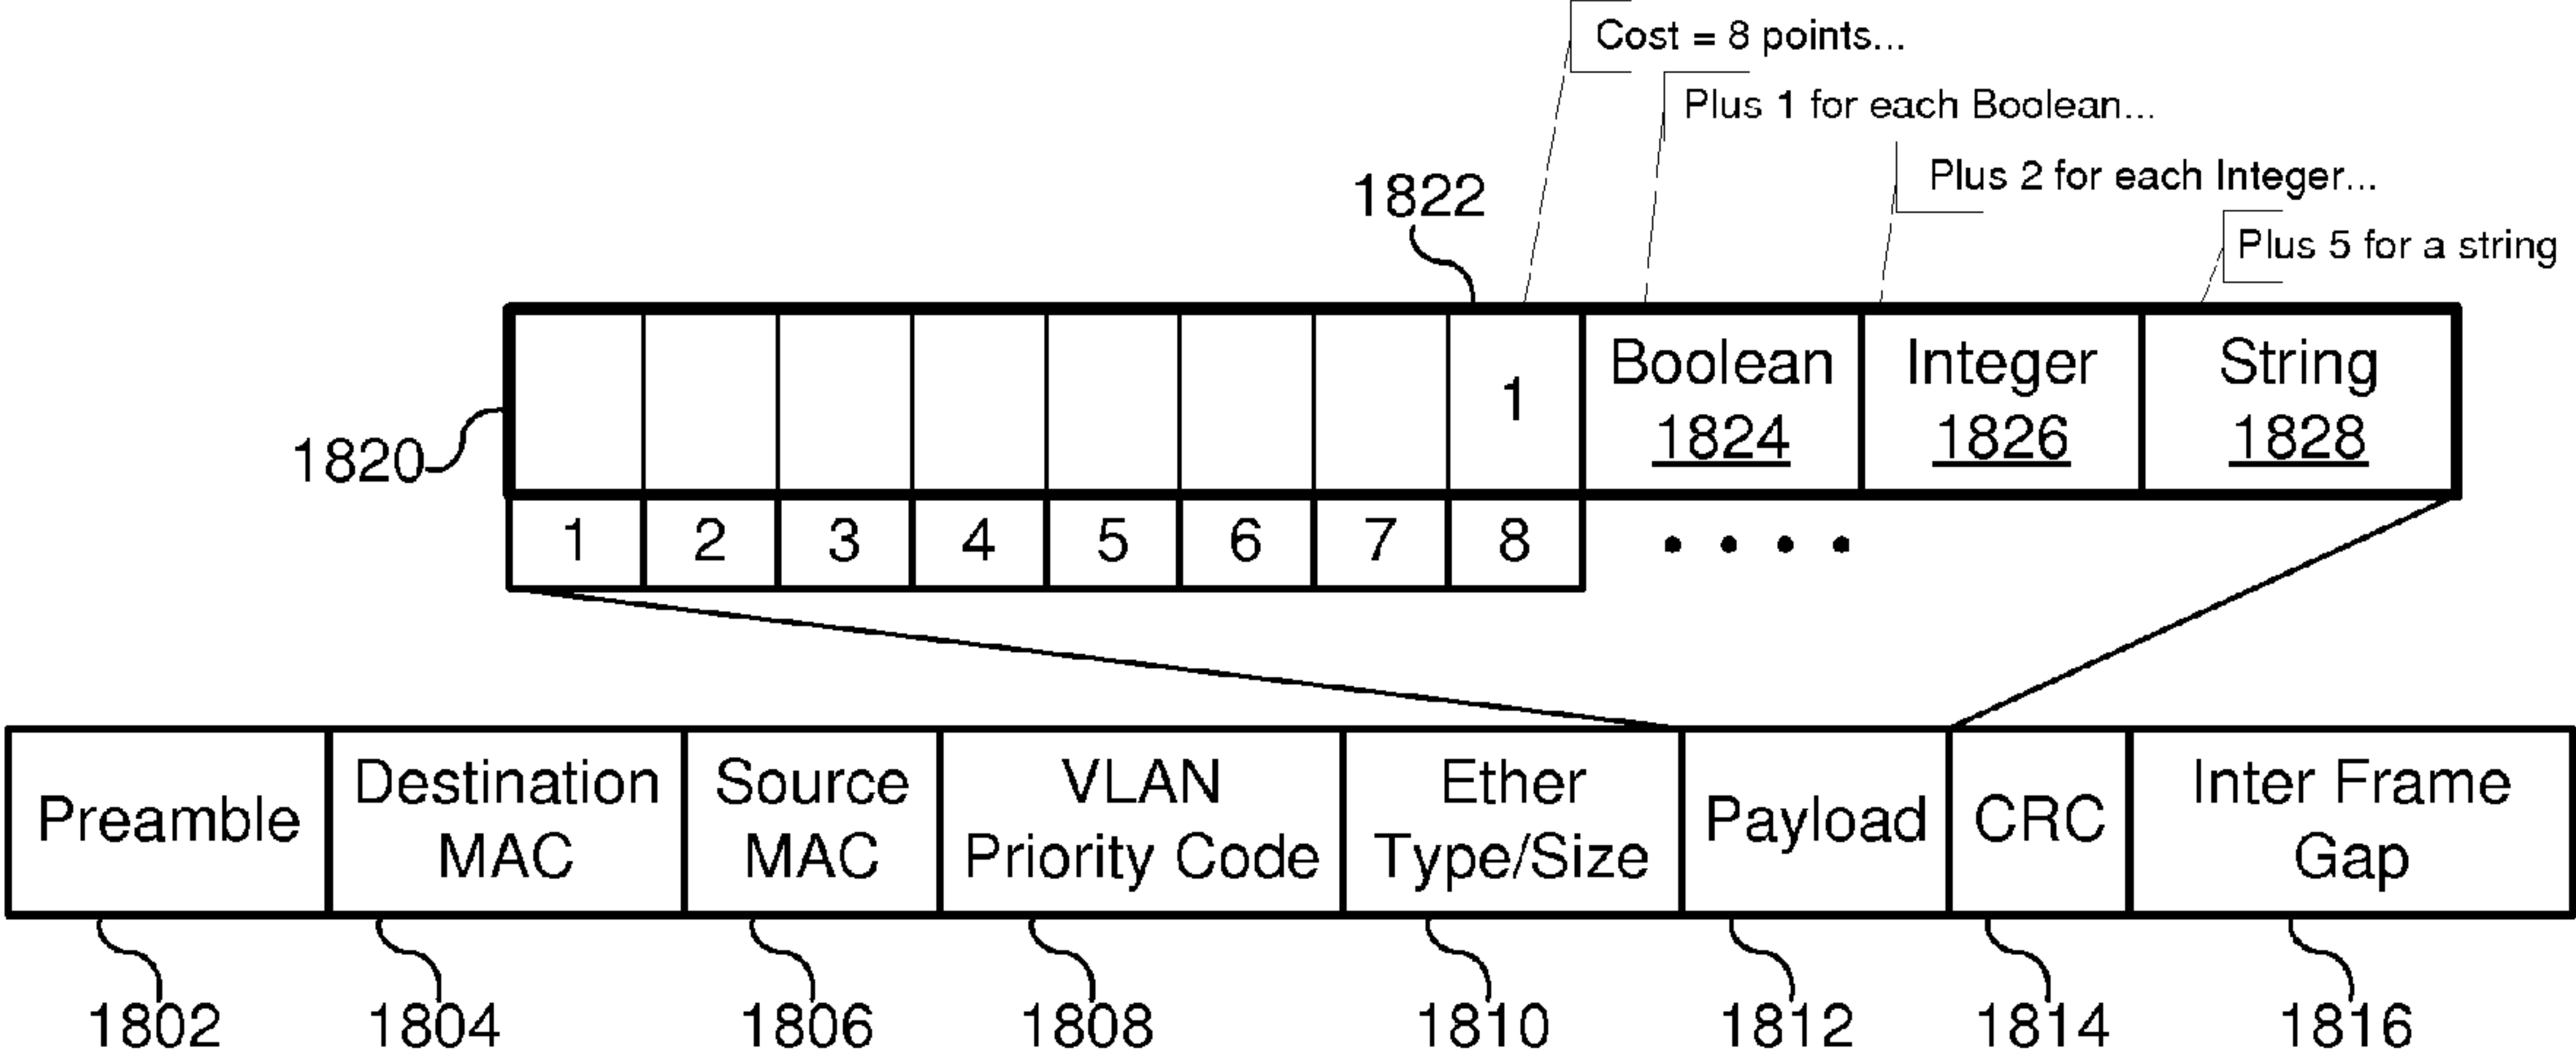 Cost = 8 points...
Plus 1 for each Boolean...
Plus 2 for each Integer...
1822
Plus 5 for a string
1 Boolean Integer String
1824 1826 1828
1820
1 2 3 4 5 6 7 8
Preamble Destination MAC Source MAC VLAN Priority Code Ether Type/Size Payload CRC Inter Frame Gap
1802 1804 1806 1808 1810 1812 1814 1816